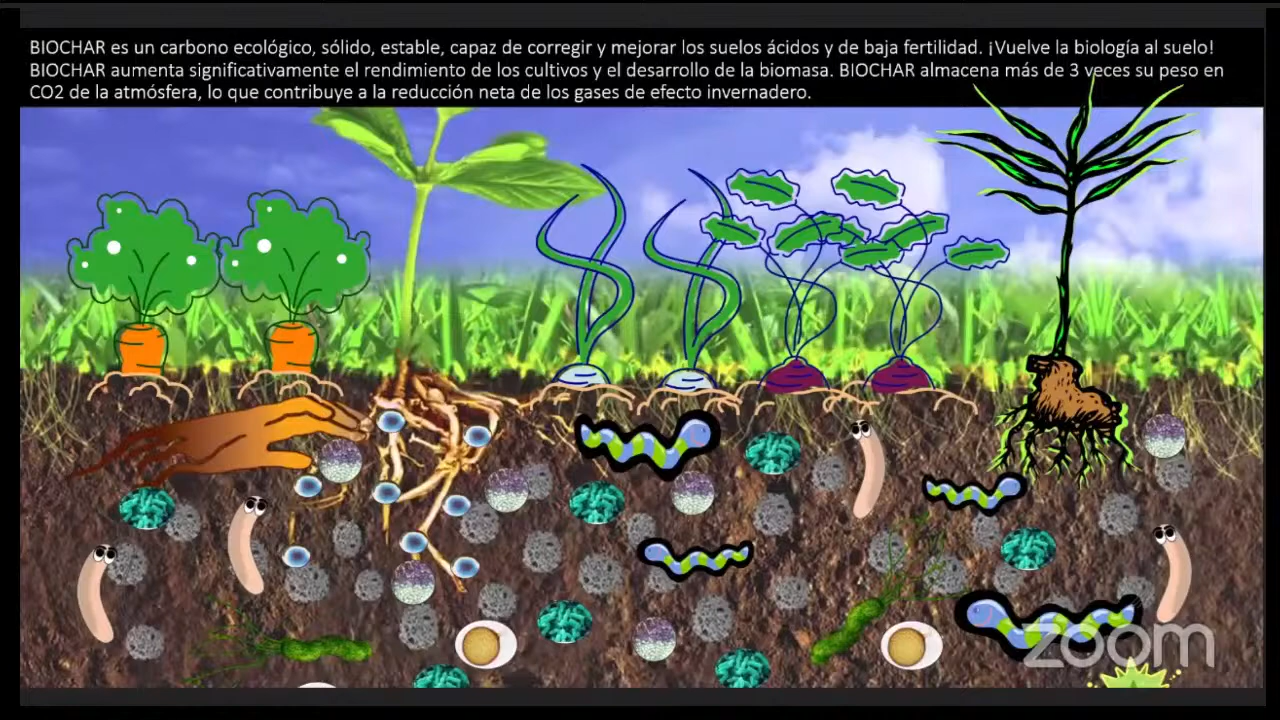 BIOCHAR es un carbono ecológico, sólido, estable, capaz de corregir y mejorar los suelos ácidos y de baja fertilidad. ¡Vuelve la biología al suelo!
BIOCHAR aumenta significativamente el rendimiento de los cultivos y el desarrollo de la biomasa. BIOCHAR almacena más de 3 veces su peso en
CO2 de la atmósfera, lo que contribuye a la reducción neta de los gases de efecto invernadero.
zoom